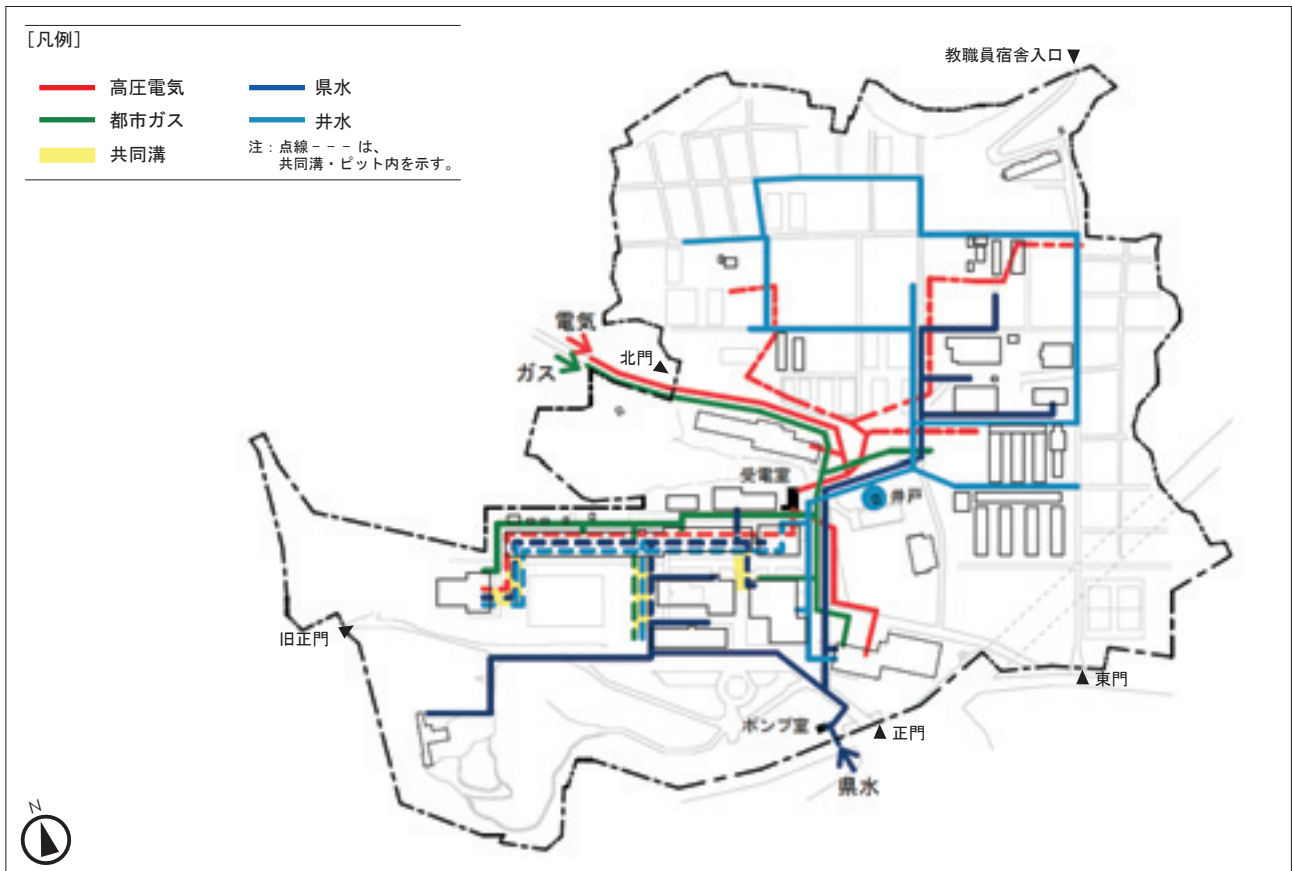 [凡例]
高圧電気
県水
都市ガス
井水
共同溝
注：点線－－－は、
共同溝・ピット内を示す。
教職員宿舎入口▼
電気
北門
ガス
受電室
井戸
旧正門
東門
ポンプ室
正門
県水
N